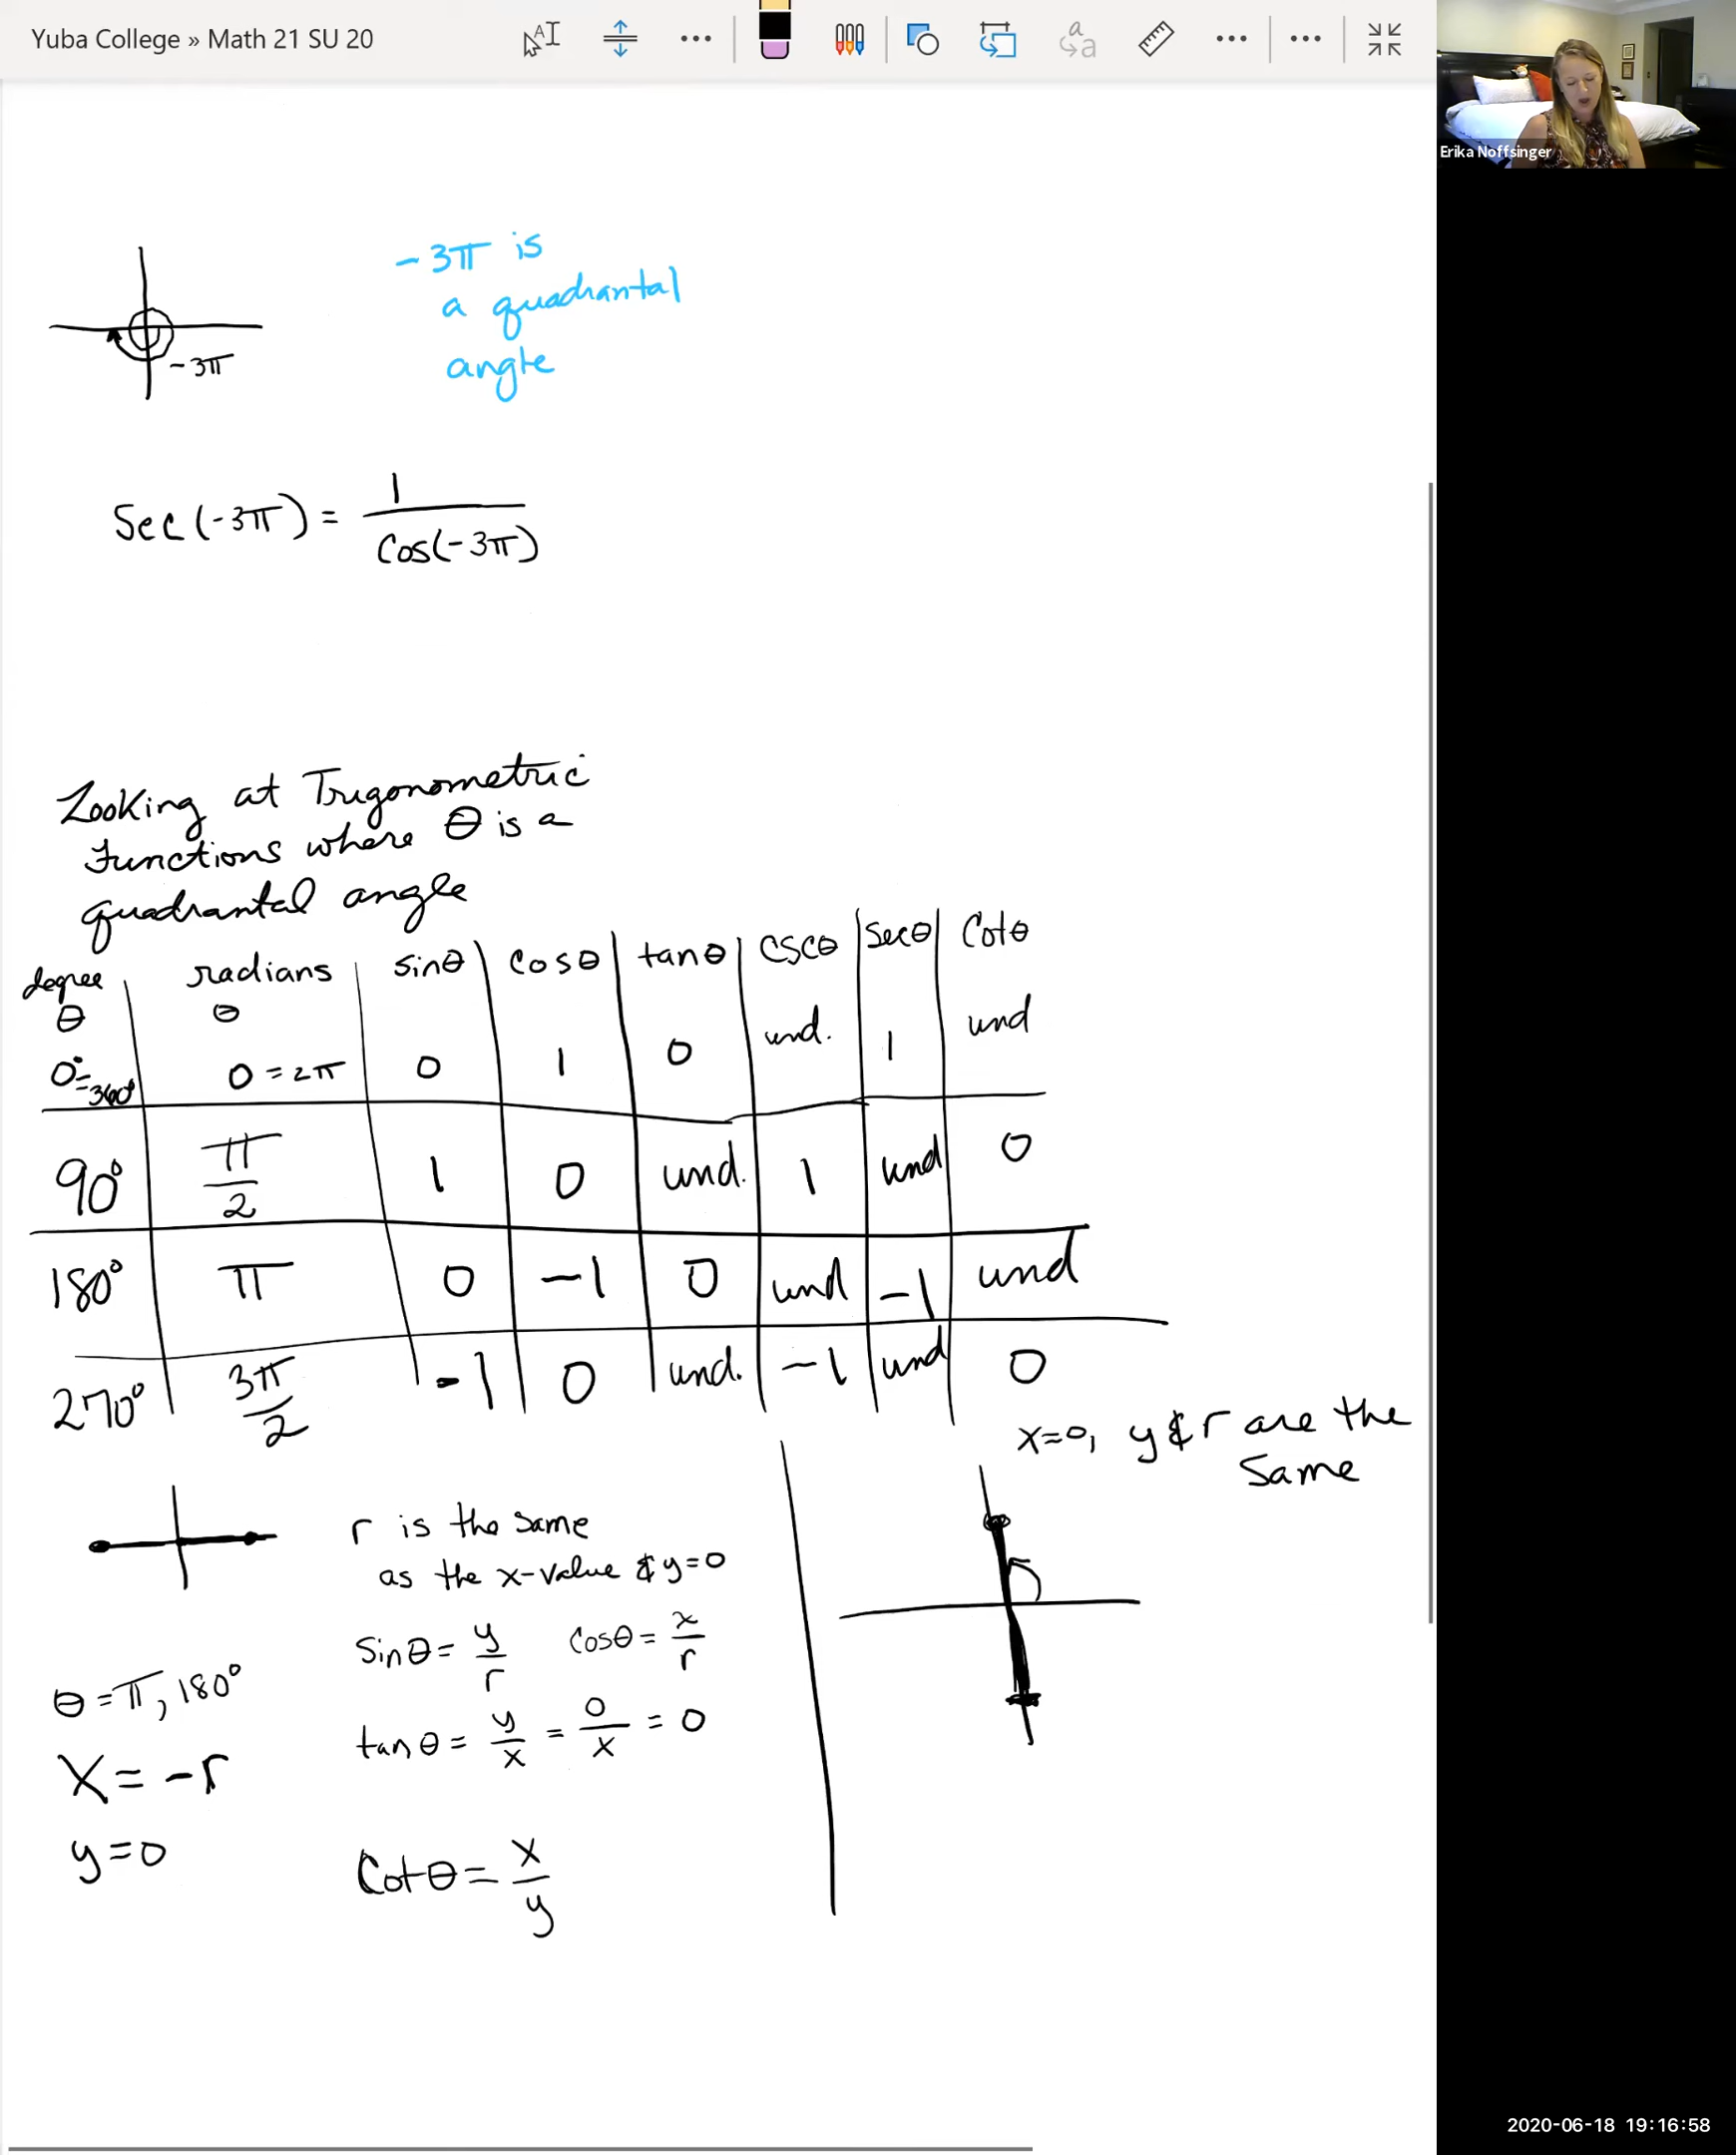 Yuba College » Math 21 SU 20
Erika Noffsinger
-3π is
a quadrantal
angle
-3π
Sec(-3π) = 1/Cos(-3π)
Looking at Trigonometric
Functions where θ is a
quadrantal angle
degree θ | radians θ | sinθ | cosθ | tanθ | cscθ | secθ | cotθ
0°=360° | 0 = 2π | 0 | 1 | 0 | und. | 1 | und
90° | π/2 | 1 | 0 | und. | 1 | und | 0
180° | π | 0 | -1 | 0 | und | -1 | und
270° | 3π/2 | -1 | 0 | und. | -1 | und | 0
x=0, y & r are the
same
r is the same
as the x-value & y=0
sinθ = y/r cosθ = x/r
θ = π, 180°
tanθ = y/x = 0/x = 0
x = -r
y = 0
Cotθ = x/y
2020-06-18 19:16:58